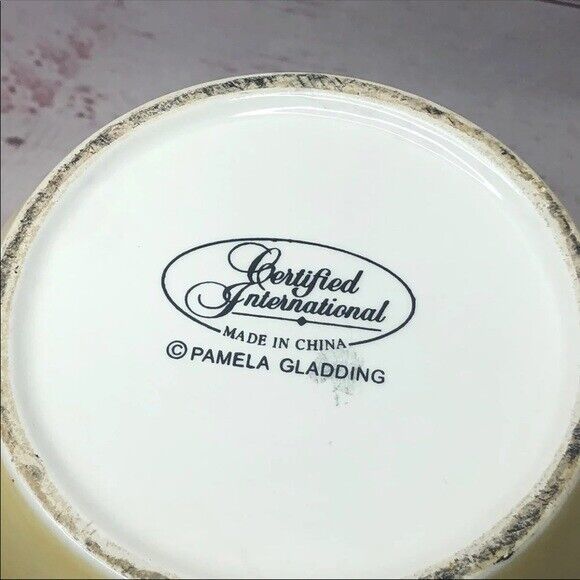 Certified
International
MADE IN CHINA
© PAMELA GLADDING